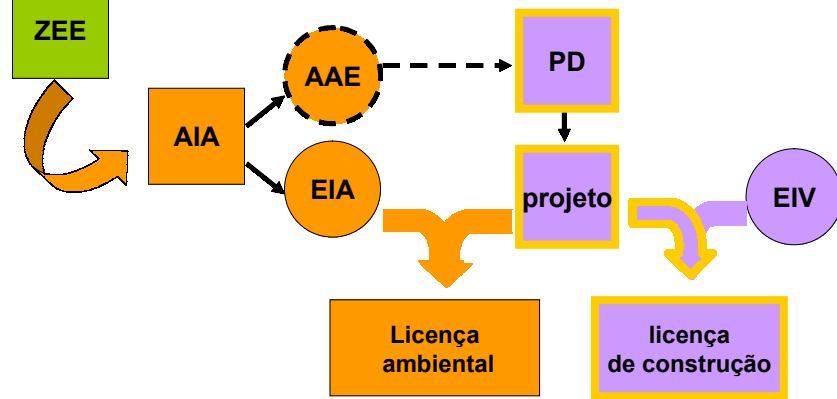 ZEE
AAE
PD
AIA
EIA
projeto
EIV
Licença
ambiental
licença
de construção